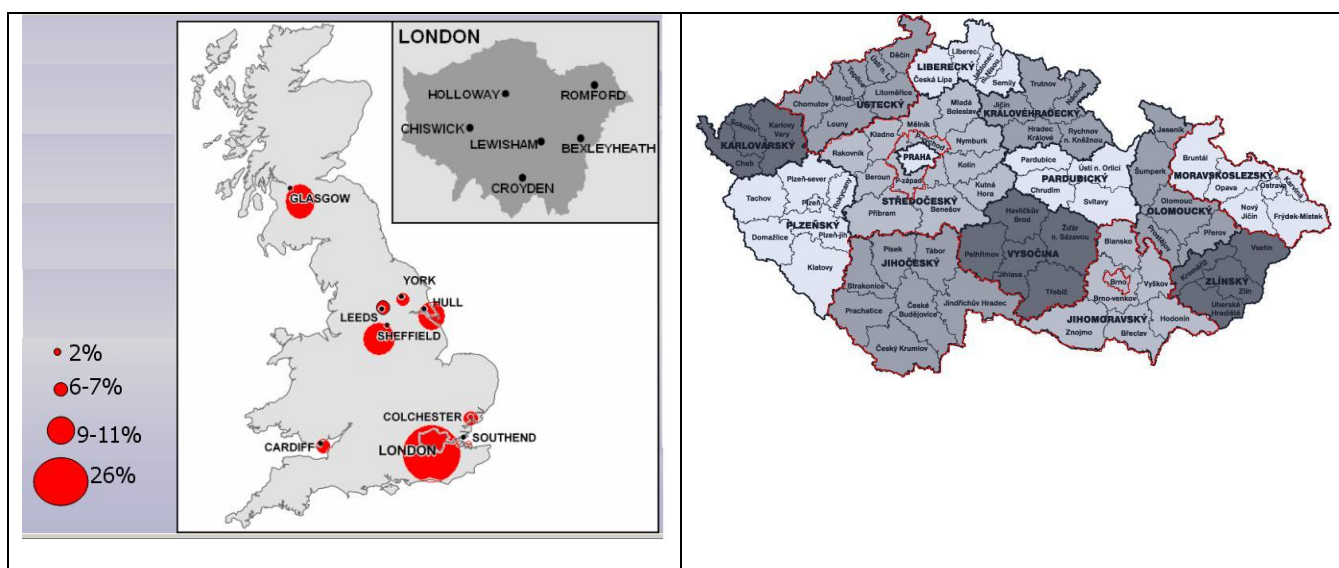 LONDON
HOLLOWAY
ROMFORD
CHISWICK
LEWISHAM
BEXLEYHEATH
CROYDEN
GLASGOW
YORK
HULL
LEEDS
SHEFFIELD
COLCHESTER
SOUTHEND
CARDIFF
LONDON
2%
6-7%
9-11%
26%
Děčín
Liberec
Ústí n. L.
LIBERECKÝ
Jablonec
n. Nisou
Teplice
Česká Lípa
Semily
Trutnov
Chomutov
Most
Litoměřice
ÚSTECKÝ
Louny
Mladá
Boleslav
Jičín
Náchod
KRÁLOVÉHRADECKÝ
Sokolov
Karlovy
Vary
KARLOVARSKÝ
Cheb
Mělník
Kladno
Hradec
Králové
Rychnov
n. Kněžnou
Jeseník
Rakovník
Nymburk
PRAHA
Beroun
P-západ
Kolín
Pardubice
Ústí n. Orlicí
PARDUBICKÝ
Chrudim
Svitavy
Bruntál
MORAVSKOSLEZSKÝ
Opava
Ostrava
Karviná
Nový
Jičín
Frýdek-Místek
Plzeň-sever
Tachov
Plzeň
Rokycany
PLZEŇSKÝ
Plzeň-jih
Domažlice
Klatovy
Kutná
Hora
STŘEDOČESKÝ
Příbram
Benešov
Šumperk
Olomouc
OLOMOUCKÝ
Prostějov
Přerov
Havlíčkův
Brod
Žďár
n. Sázavou
VYSOČINA
Pelhřimov
Jihlava
Třebíč
Písek
Tábor
JIHOČESKÝ
Strakonice
Prachatice
České
Budějovice
Jindřichův Hradec
Český Krumlov
Blansko
Brno
Vyškov
Brno-venkov
JIHOMORAVSKÝ
Hodonín
Znojmo
Břeclav
Vsetín
Kroměříž
ZLÍNSKÝ
Zlín
Uherské
Hradiště